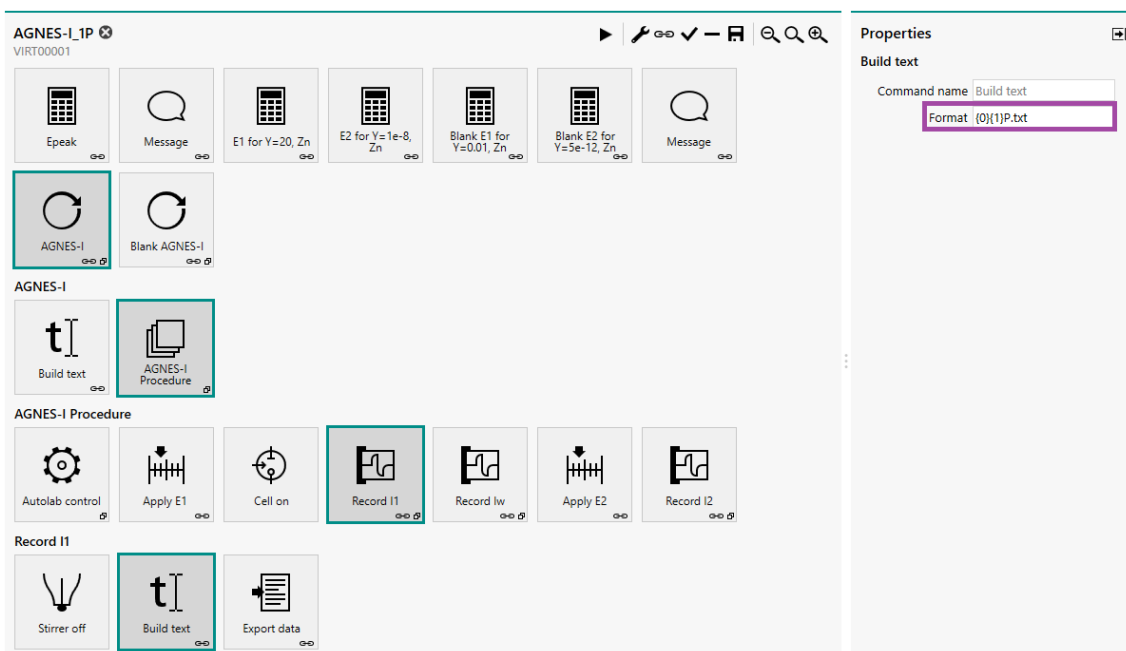 AGNES-I_1P
VIRT00001
Epeak
Message
E1 for Y=20, Zn
E2 for Y=1e-8,
Zn
Blank E1 for
Y=0.01, Zn
Blank E2 for
Y=5e-12, Zn
Message
AGNES-I
Blank AGNES-I
AGNES-I
Build text
AGNES-I
Procedure
AGNES-I Procedure
Autolab control
Apply E1
Cell on
Record I1
Record Iw
Apply E2
Record I2
Record I1
Stirrer off
Build text
Export data
Properties
Build text
Command name Build text
Format {0}{1}P.txt